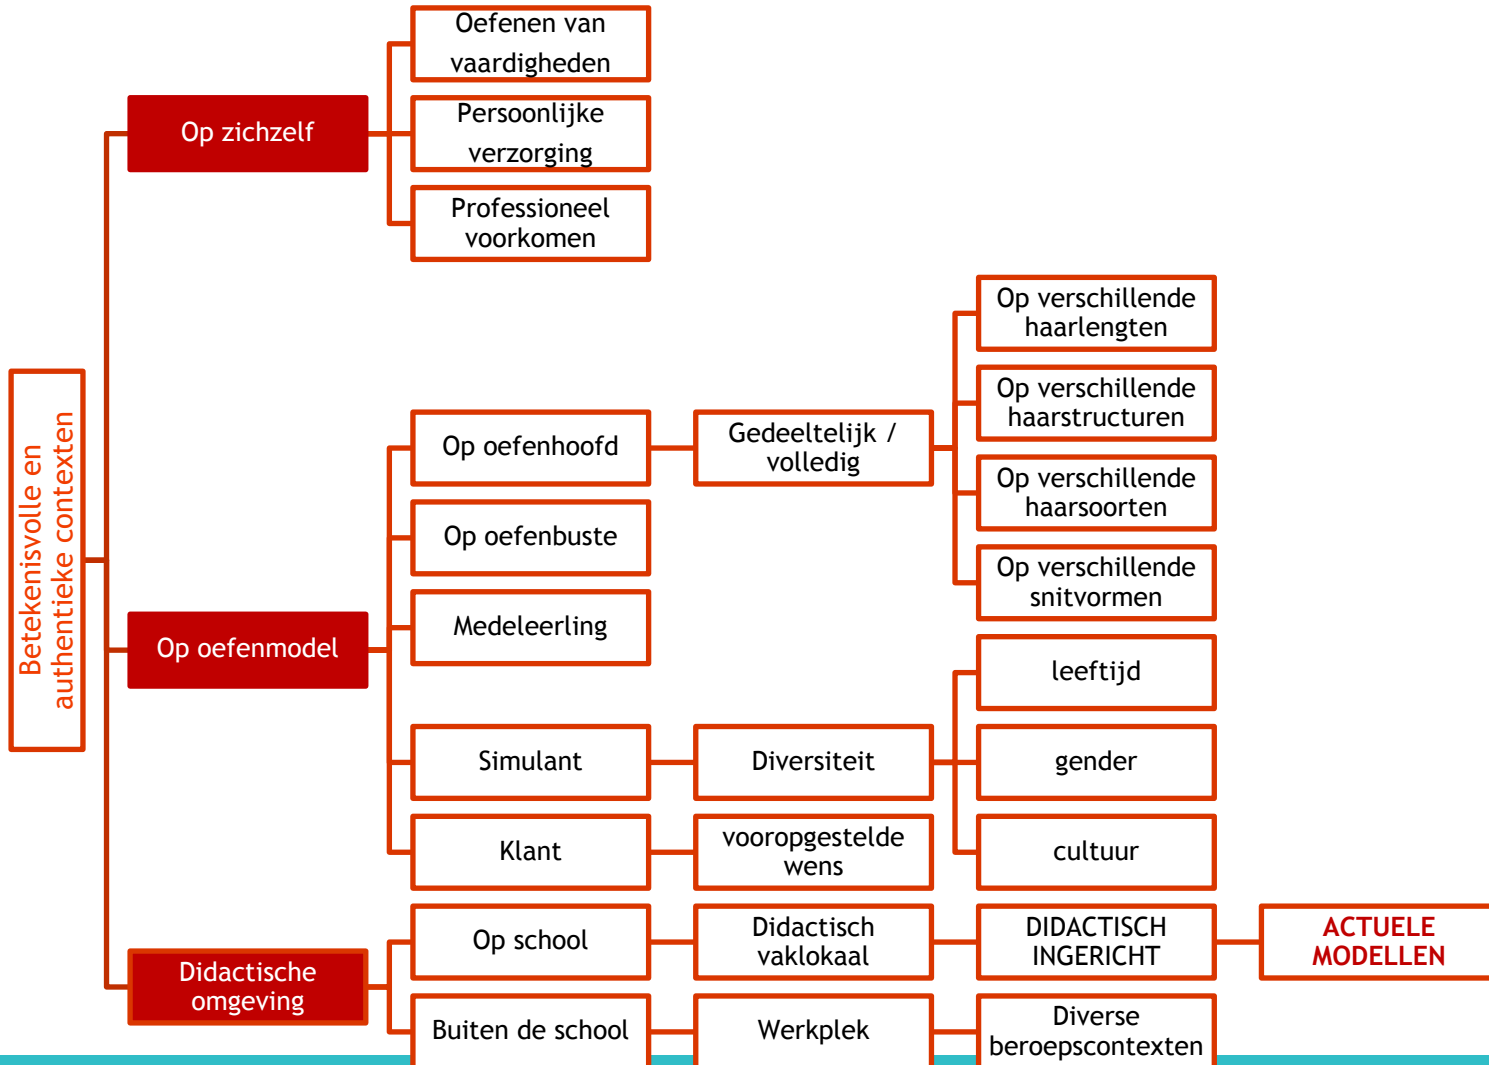 Betekenisvolle en
authentieke contexten
Op zichzelf
Oefenen van
vaardigheden
Persoonlijke
verzorging
Professioneel
voorkomen
Op oefenmodel
Op oefenhoofd
Gedeeltelijk /
volledig
Op verschillende
haarlengten
Op verschillende
haarstructuren
Op verschillende
haarsoorten
Op verschillende
snitvormen
Op oefenbuste
Medeleerling
Simulant
Diversiteit
leeftijd
gender
cultuur
Klant
vooropgestelde
wens
Didactische
omgeving
Op school
Didactisch
vaklokaal
DIDACTISCH
INGERICHT
ACTUELE
MODELLEN
Buiten de school
Werkplek
Diverse
beroepscontexten